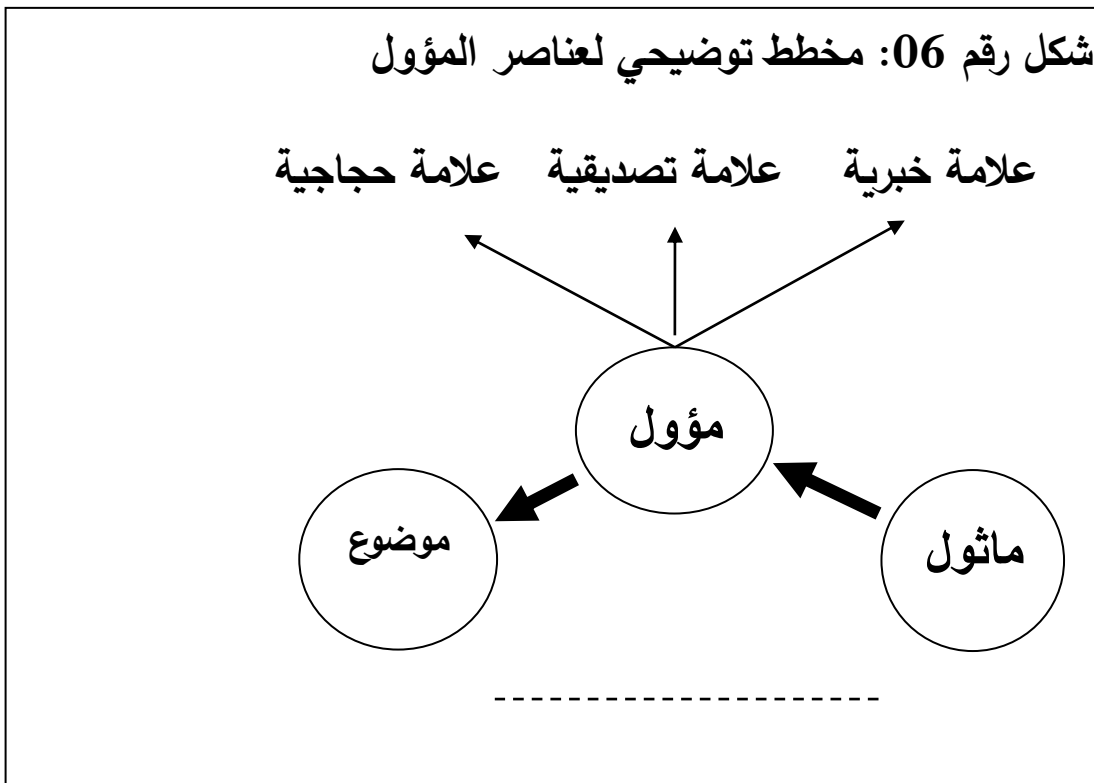 شكل رقم 06: مخطط توضيحي لعناصر المؤول
علامة خبرية علامة تصديقية علامة حجاجية
مؤول
ماثول
موضوع